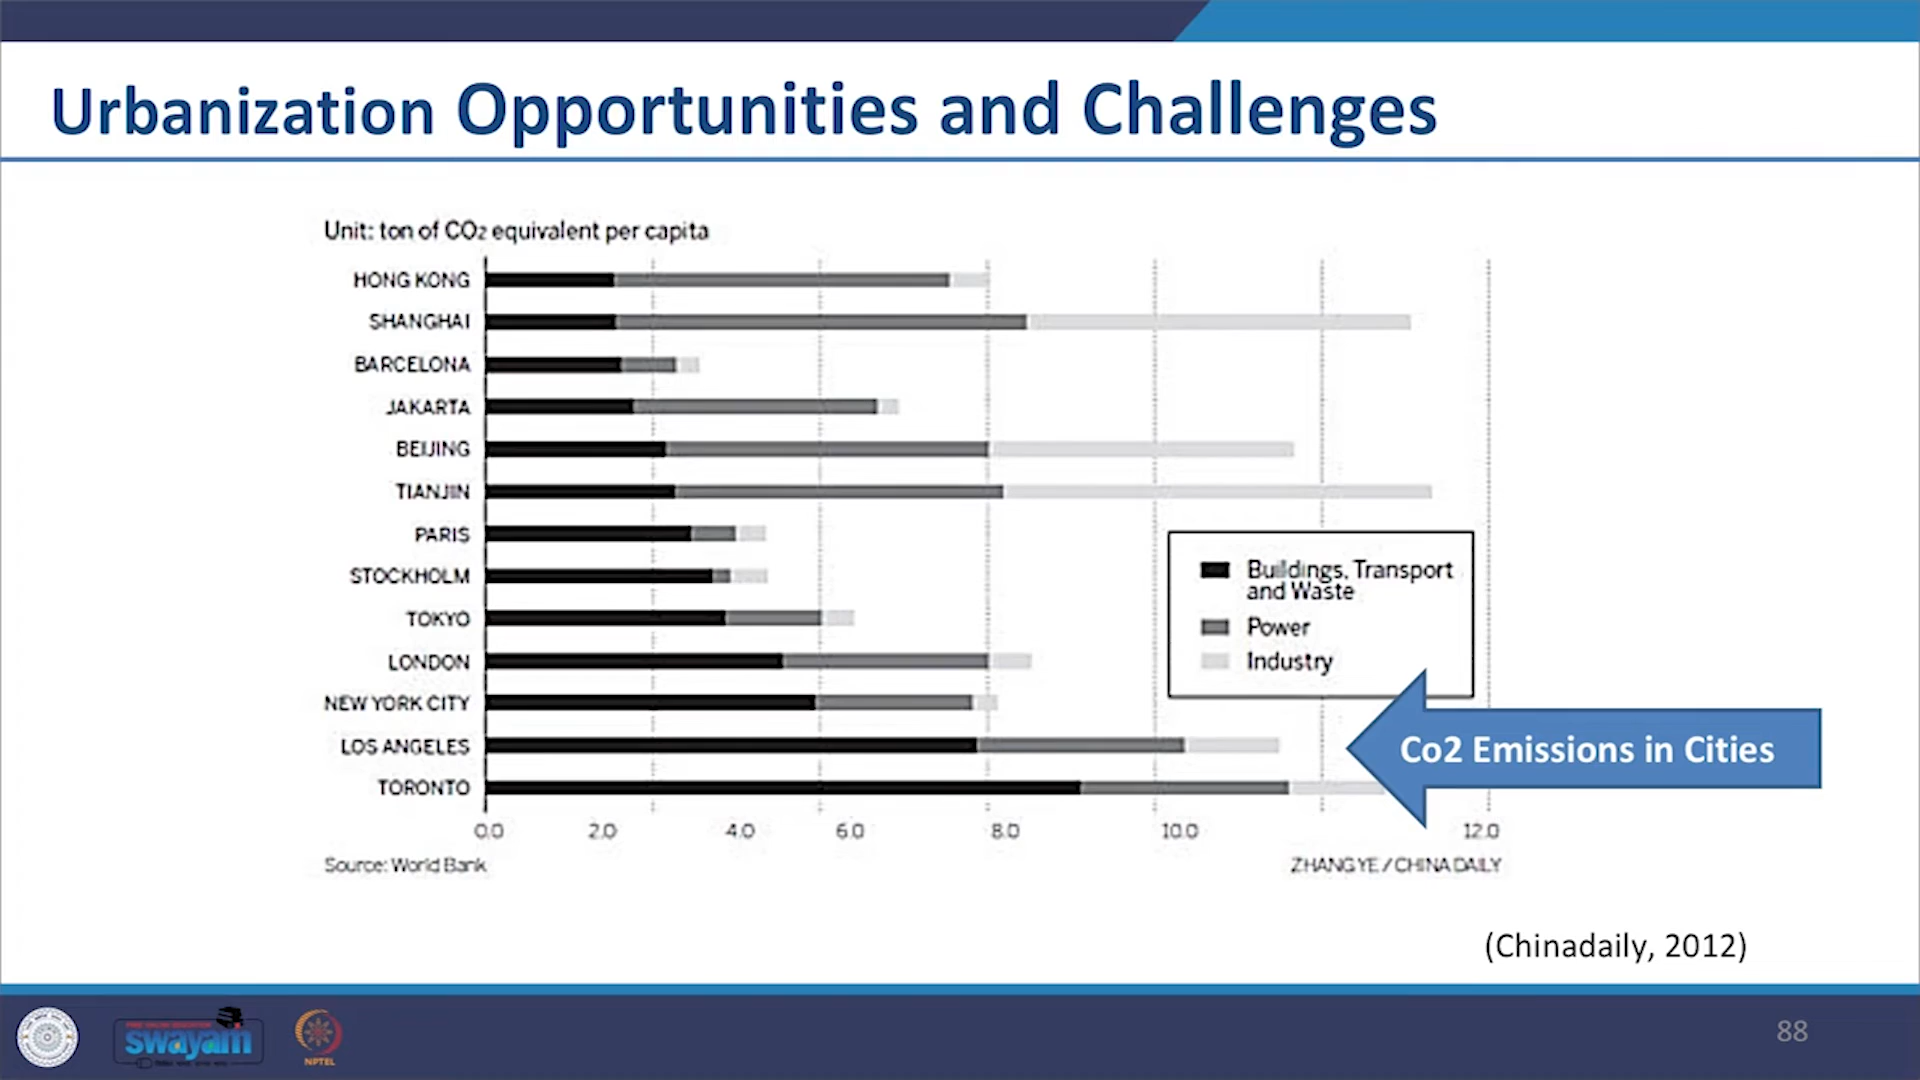 Urbanization Opportunities and Challenges
Unit: ton of CO2 equivalent per capita
HONG KONG
SHANGHAI
BARCELONA
JAKARTA
BEIJING
TIANJIN
PARIS
STOCKHOLM
TOKYO
LONDON
NEW YORK CITY
LOS ANGELES
TORONTO
Buildings, Transport
and Waste
Power
Industry
Co2 Emissions in Cities
0.0 2.0 4.0 6.0 8.0 10.0 12.0
Source: World Bank
ZHANG YE / CHINA DAILY
(Chinadaily, 2012)
swayam
NPTEL
88